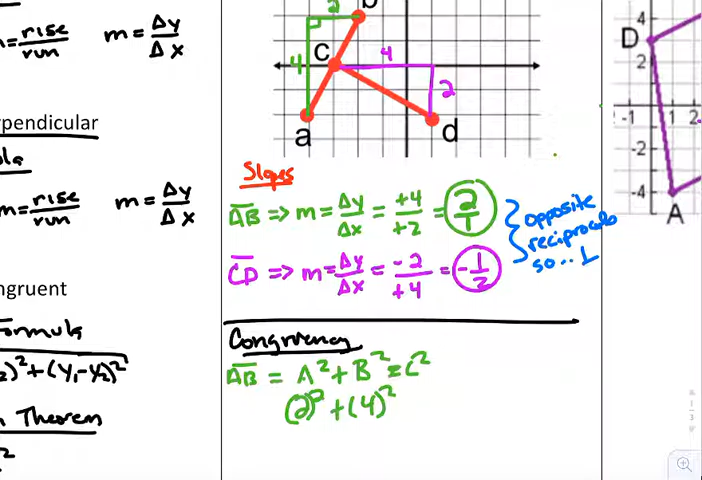 m=rise/run m=Δy/Δx
rpendicular
m=rise/run m=Δy/Δx
ngruent
Formula
)²+(y₁-y₂)²
Theorem
2
b
4
c
4
2
a
d
Slopes
AB => m=Δy/Δx = +4/+2 = 2/1
CD => m=Δy/Δx = -2/+4 = -1/2
opposite
reciprocals
so.. ⊥
Congruency
AB = A²+B²=C²
(2)²+(4)²
4
D
2
-1 1 2
-2
-4
A